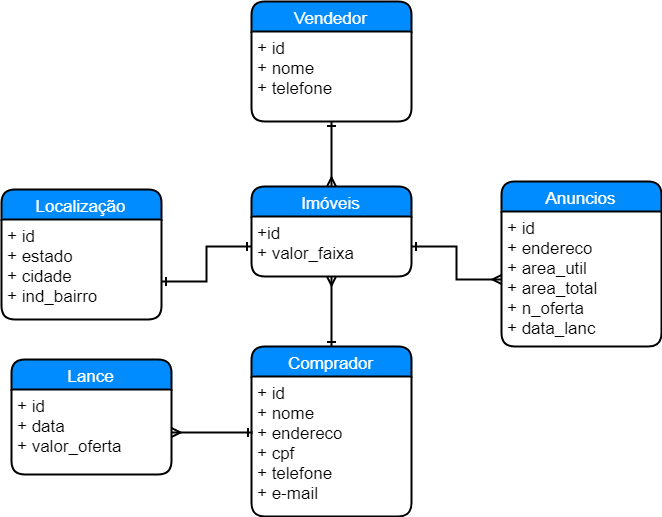 Vendedor
+ id
+ nome
+ telefone
Localização
+ id
+ estado
+ cidade
+ ind_bairro
Imóveis
+id
+ valor_faixa
Anuncios
+ id
+ endereco
+ area_util
+ area_total
+ n_oferta
+ data_lanc
Lance
+ id
+ data
+ valor_oferta
Comprador
+ id
+ nome
+ endereco
+ cpf
+ telefone
+ e-mail